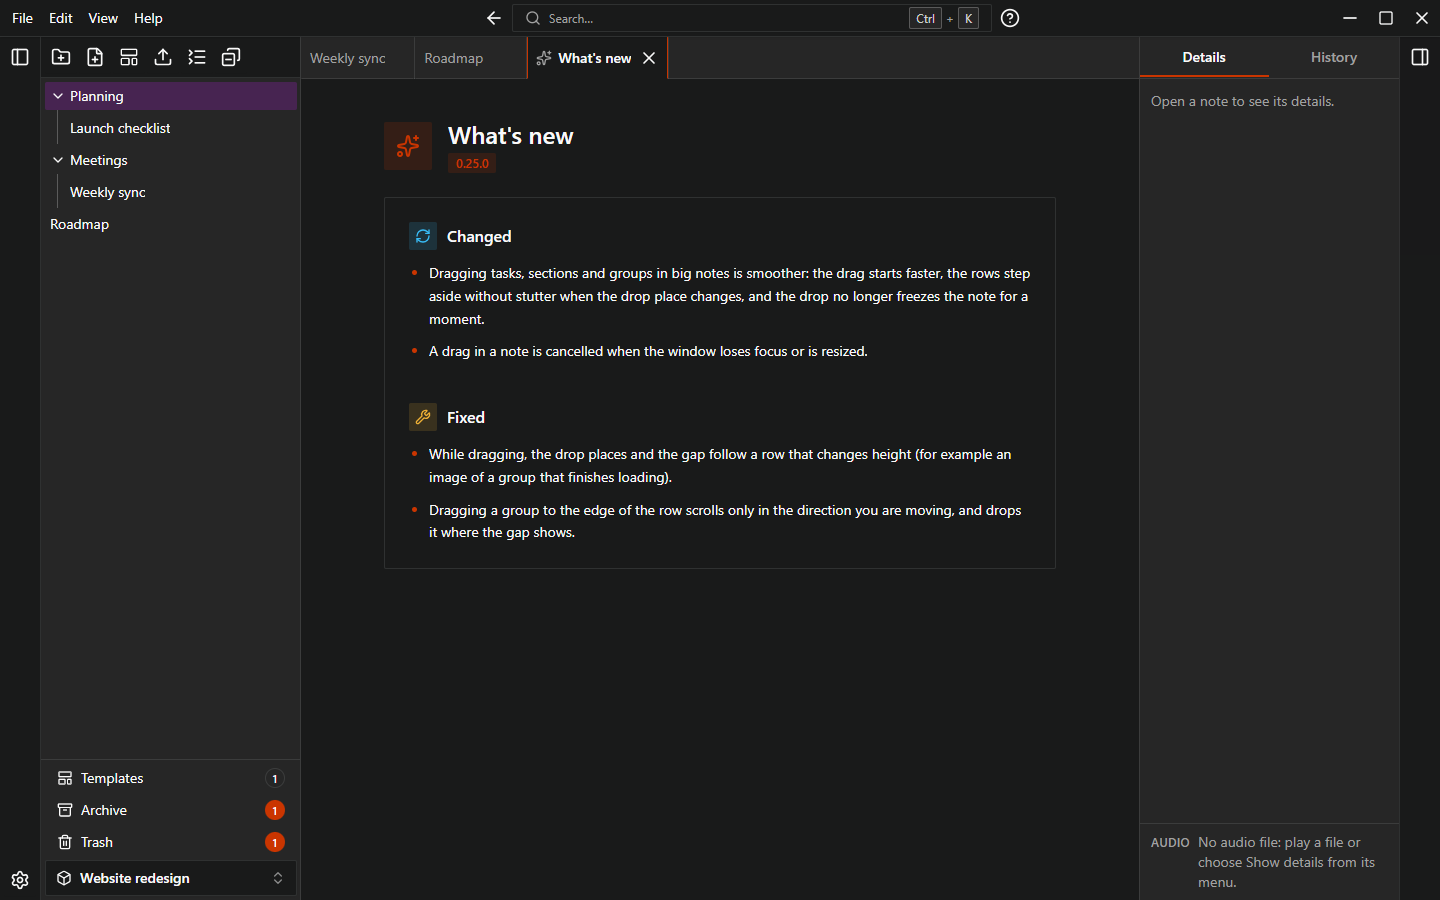 File Edit View Help
Search...
Ctrl + K
Weekly sync
Roadmap
What's new
Details
History
Planning
Launch checklist
Meetings
Weekly sync
Roadmap
Templates 1
Archive 1
Trash 1
Website redesign
What's new
0.25.0
Changed
Dragging tasks, sections and groups in big notes is smoother: the drag starts faster, the rows step
aside without stutter when the drop place changes, and the drop no longer freezes the note for a
moment.
A drag in a note is cancelled when the window loses focus or is resized.
Fixed
While dragging, the drop places and the gap follow a row that changes height (for example an
image of a group that finishes loading).
Dragging a group to the edge of the row scrolls only in the direction you are moving, and drops
it where the gap shows.
Open a note to see its details.
AUDIO No audio file: play a file or
choose Show details from its
menu.